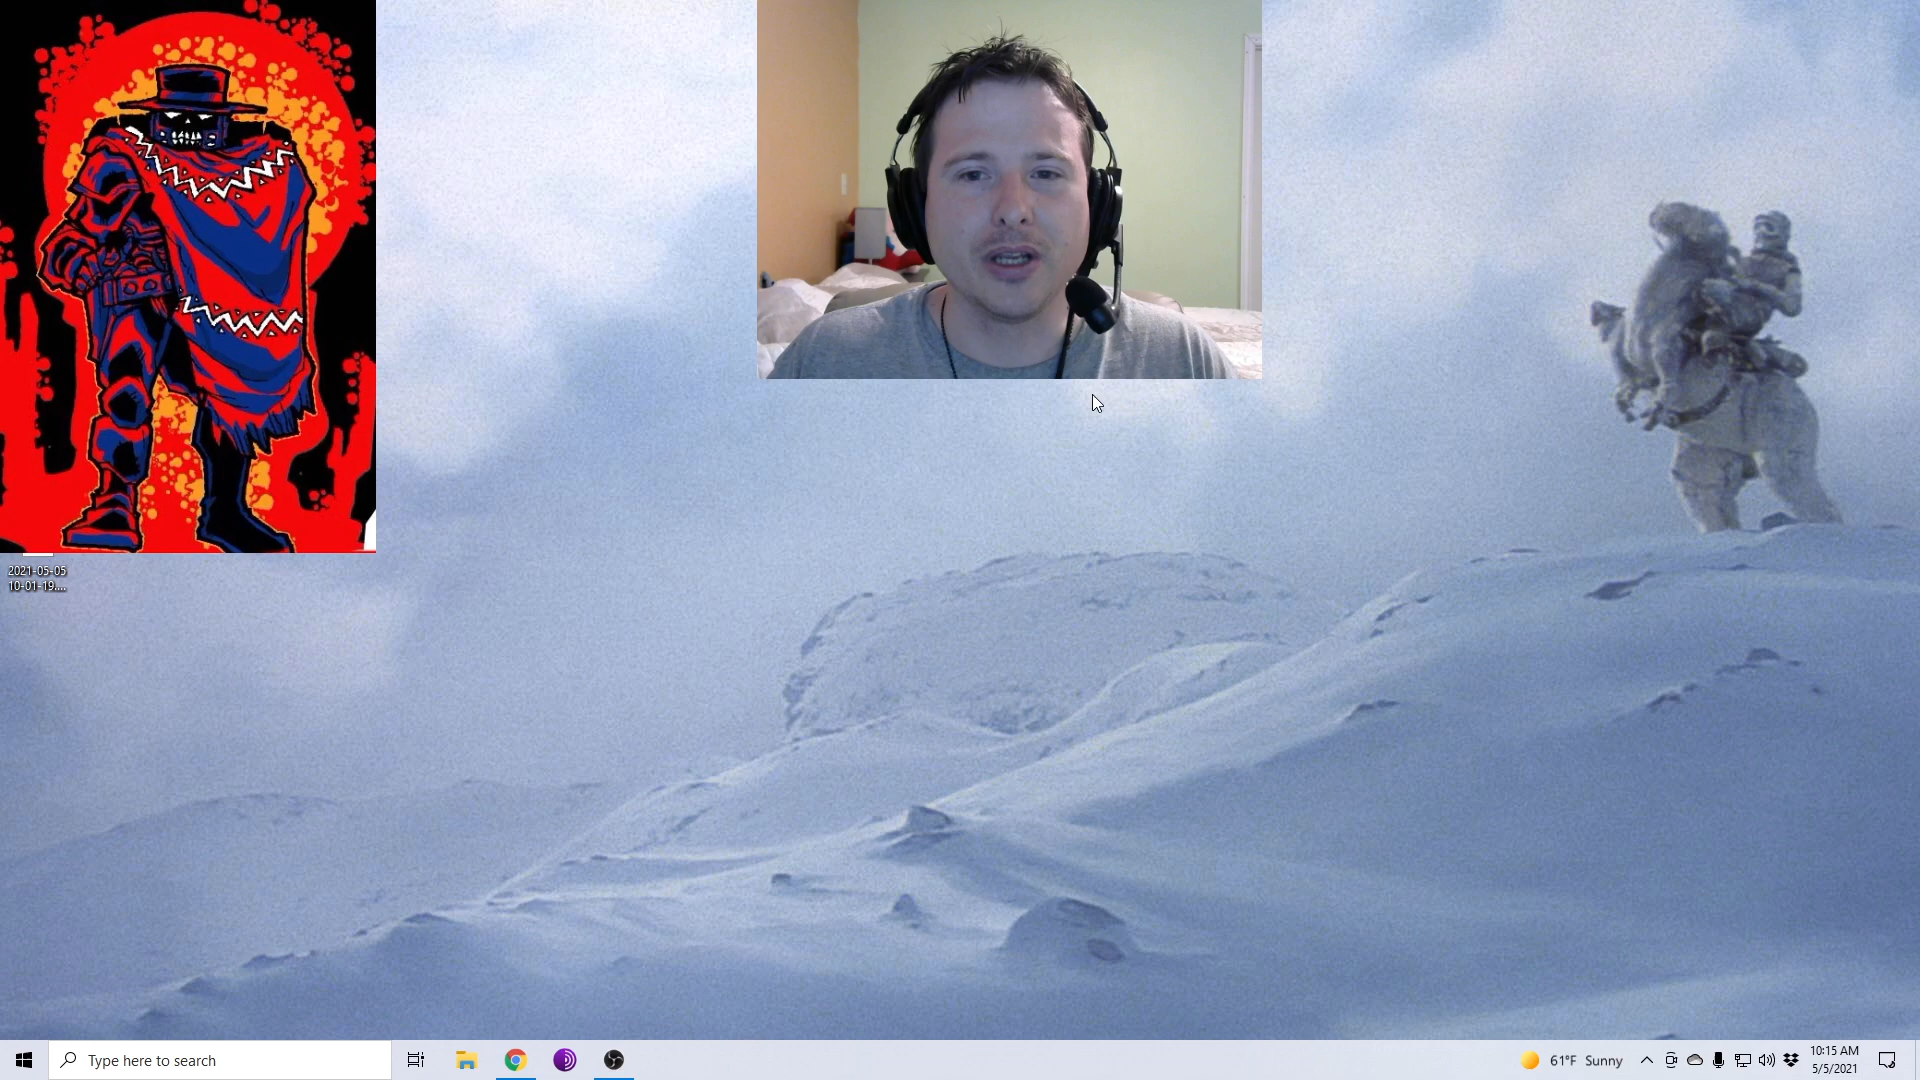 2021-05-05
10-01-19....
Type here to search
61°F Sunny
10:15 AM
5/5/2021